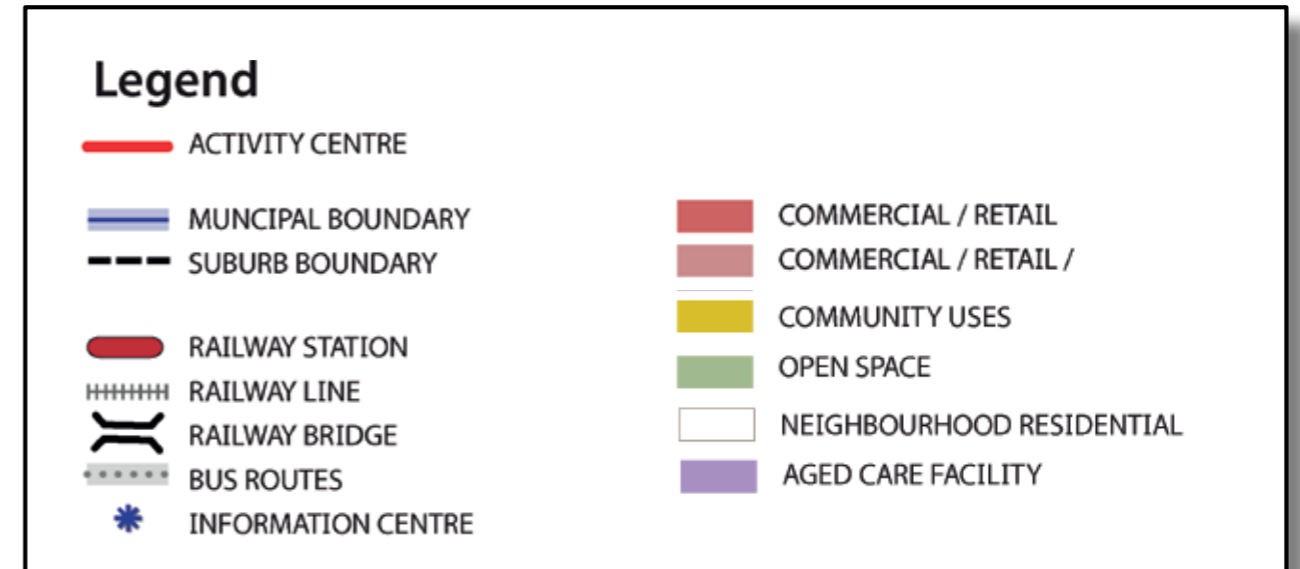 Legend
ACTIVITY CENTRE
MUNCIPAL BOUNDARY
SUBURB BOUNDARY
RAILWAY STATION
RAILWAY LINE
RAILWAY BRIDGE
BUS ROUTES
INFORMATION CENTRE
COMMERCIAL / RETAIL
COMMERCIAL / RETAIL /
COMMUNITY USES
OPEN SPACE
NEIGHBOURHOOD RESIDENTIAL
AGED CARE FACILITY